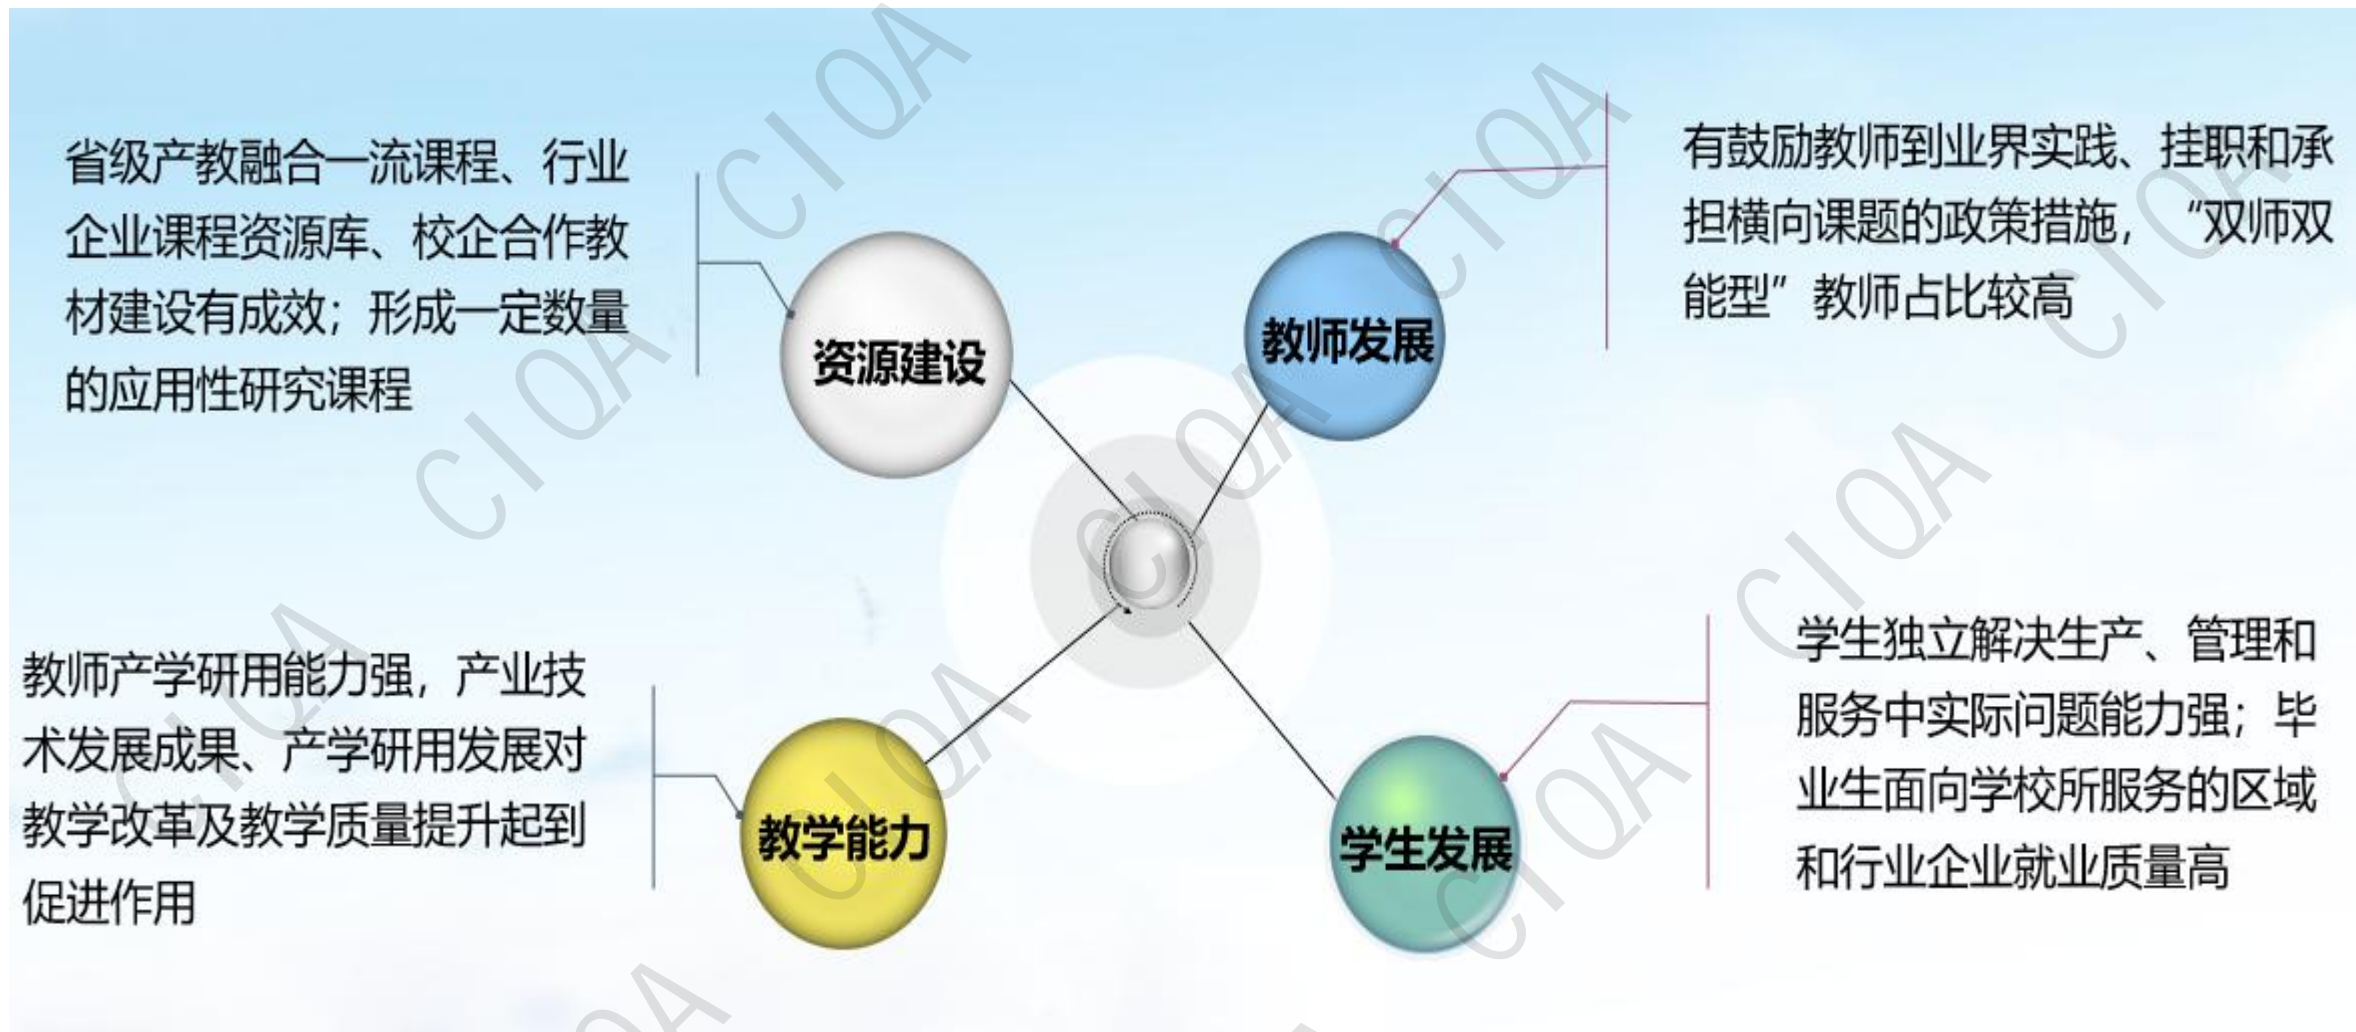 省级产教融合一流课程、行业
企业课程资源库、校企合作教
材建设有成效；形成一定数量
的应用性研究课程
资源建设
教师发展
有鼓励教师到业界实践、挂职和承
担横向课题的政策措施，“双师双
能型”教师占比较高
教师产学研用能力强，产业技
术发展成果、产学研用发展对
教学改革及教学质量提升起到
促进作用
教学能力
学生发展
学生独立解决生产、管理和
服务中实际问题能力强；毕
业生面向学校所服务的区域
和行业企业就业质量高
CIQA
CIQA
CIQA
CIQA
CIQA
CIQA
CIQA
CIQA
CIQA
QA